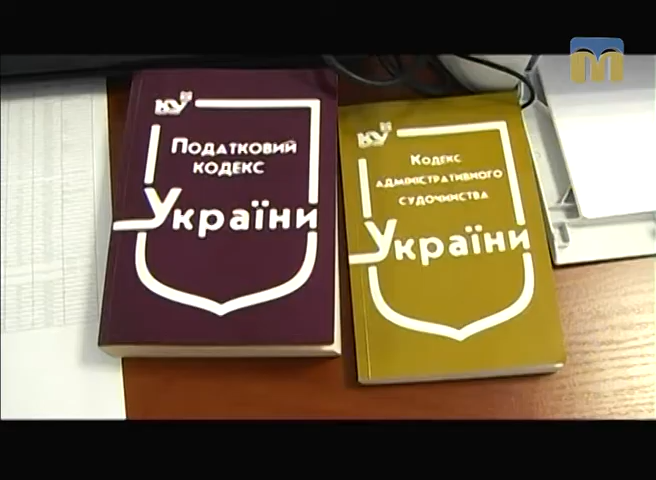 КУ
Податковий
кодекс
України
КУ
Кодекс
адміністративного
судочинства
України